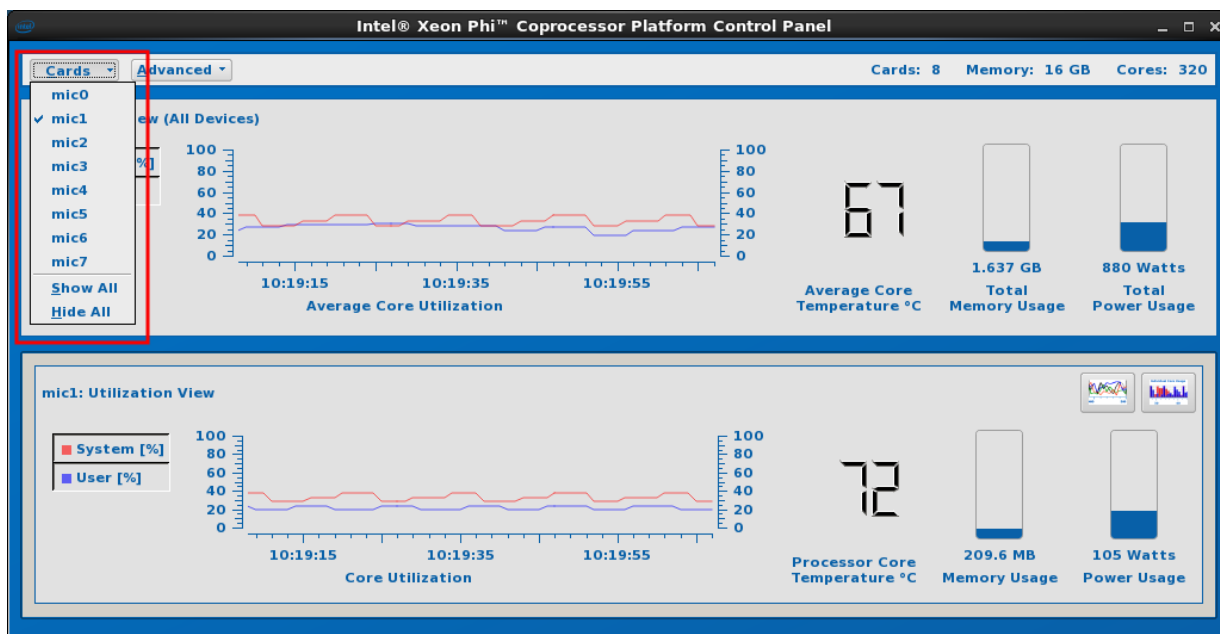 Intel® Xeon Phi™ Coprocessor Platform Control Panel
Cards Advanced Cards: 8 Memory: 16 GB Cores: 320
mic0
mic1
mic2
mic3
mic4
mic5
mic6
mic7
Show All
Hide All
ew (All Devices)
%]
100 100
80 80
60 60
40 40
20 20
0 0
10:19:15 10:19:35 10:19:55
Average Core Utilization
67
Average Core
Temperature °C
1.637 GB
Total
Memory Usage
880 Watts
Total
Power Usage
mic1: Utilization View
System [%]
User [%]
100 100
80 80
60 60
40 40
20 20
0 0
10:19:15 10:19:35 10:19:55
Core Utilization
72
Processor Core
Temperature °C
209.6 MB
Memory Usage
105 Watts
Power Usage